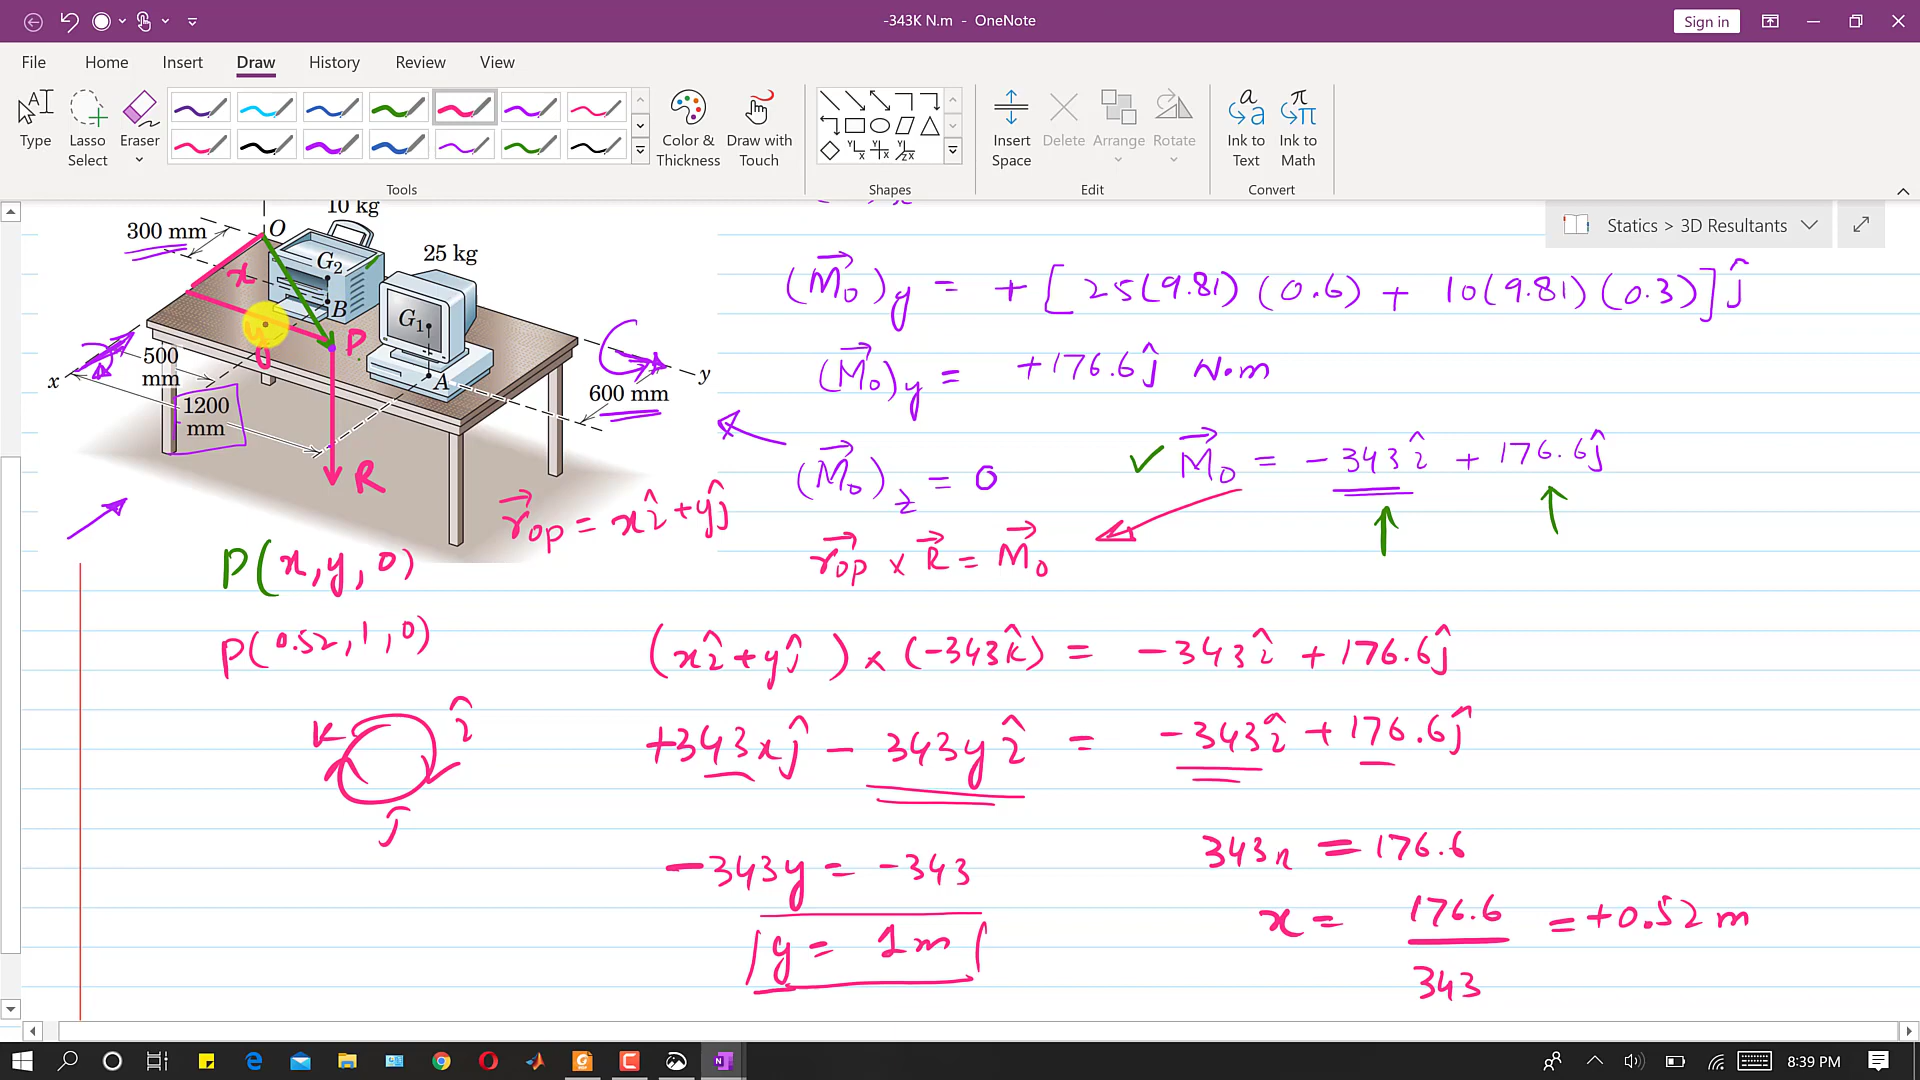 -343K N.m - OneNote
Sign in
File Home Insert Draw History Review View
Type
Lasso Select
Eraser
Color & Thickness
Draw with Touch
Insert Space
Delete
Arrange
Rotate
Ink to Text
Ink to Math
Tools
Shapes
Edit
Convert
Statics > 3D Resultants
10 kg
300 mm
O
25 kg
G2
x
B
G1
P
y
500 mm
A
x
y
1200 mm
600 mm
R
(M⃗o)y = + [25(9.81)(0.6) + 10(9.81)(0.3)] ĵ
(M⃗o)y = +176.6ĵ N.m
(M⃗o)z = 0
✓ M⃗o = -343î + 176.6ĵ
r⃗op = xî+yĵ
r⃗op × R⃗ = M⃗o
P(x,y,0)
P(0.52,1,0)
(xî+yĵ) × (-343k̂) = -343î + 176.6ĵ
K
î
ĵ
+343xĵ - 343yî = -343î + 176.6ĵ
-343y = -343
y = 1m
343x = 176.6
x = 176.6/343 = +0.52 m
8:39 PM